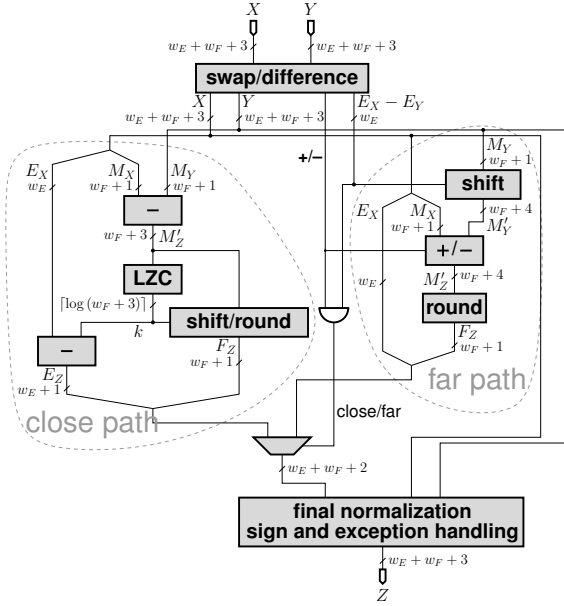 X Y
w_E + w_F + 3 w_E + w_F + 3
swap/difference
X Y E_X − E_Y
w_E + w_F + 3 w_E + w_F + 3 w_E
+/−
M_Y
w_F + 1
E_X M_X M_Y
w_E w_F + 1 w_F + 1
shift
−
E_X M_X w_F + 4
w_F + 1 M'_Y
w_F + 3 M'_Z
+/−
LZC
w_E M'_Z w_F + 4
⌈log (w_F + 3)⌉
round
shift/round
k
F_Z
w_F + 1
−
F_Z
w_F + 1
E_Z
w_E + 1
far path
close path
close/far
w_E + w_F + 2
final normalization
sign and exception handling
w_E + w_F + 3
Z